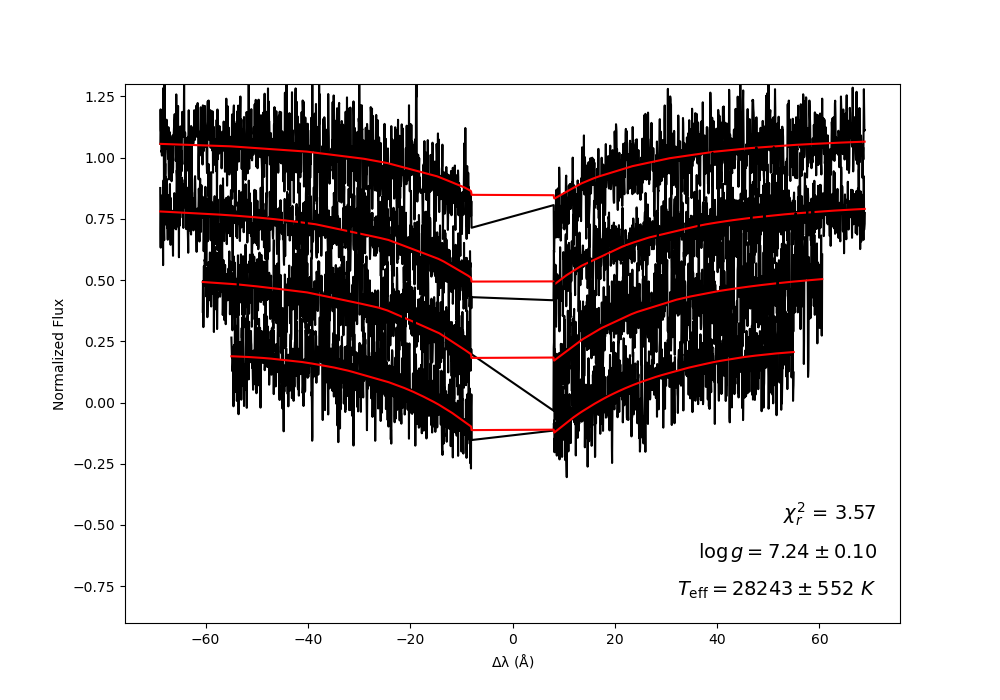 1.25
1.00
0.75
0.50
0.25
0.00
−0.25
−0.50
−0.75
Normalized Flux
χ²ᵣ = 3.57
log g = 7.24 ± 0.10
T_eff = 28243 ± 552 K
−60 −40 −20 0 20 40 60
Δλ (Å)